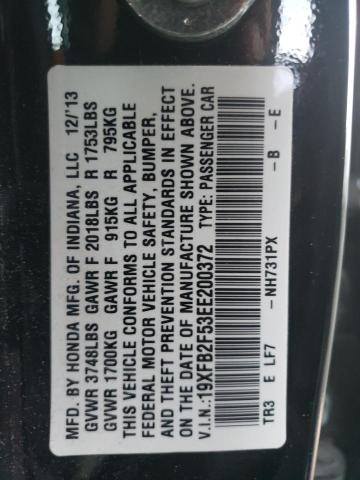 MFD. BY HONDA MFG. OF INDIANA, LLC 12/'13
GVWR 3748LBS GAWR F 2018LBS R 1753LBS
GVWR 1700KG GAWR F 915KG R 795KG
THIS VEHICLE CONFORMS TO ALL APPLICABLE
FEDERAL MOTOR VEHICLE SAFETY, BUMPER,
AND THEFT PREVENTION STANDARDS IN EFFECT
ON THE DATE OF MANUFACTURE SHOWN ABOVE.
V.I.N.:19XFB2F53EE200372 TYPE: PASSENGER CAR
TR3 E LF7 -NH731PX -B -E